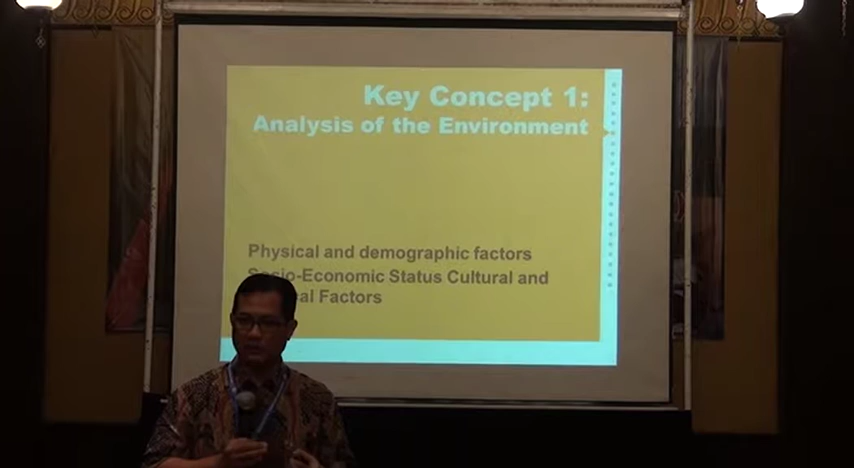 Key Concept 1:
Analysis of the Environment
Physical and demographic factors
Socio-Economic Status Cultural and
Factors